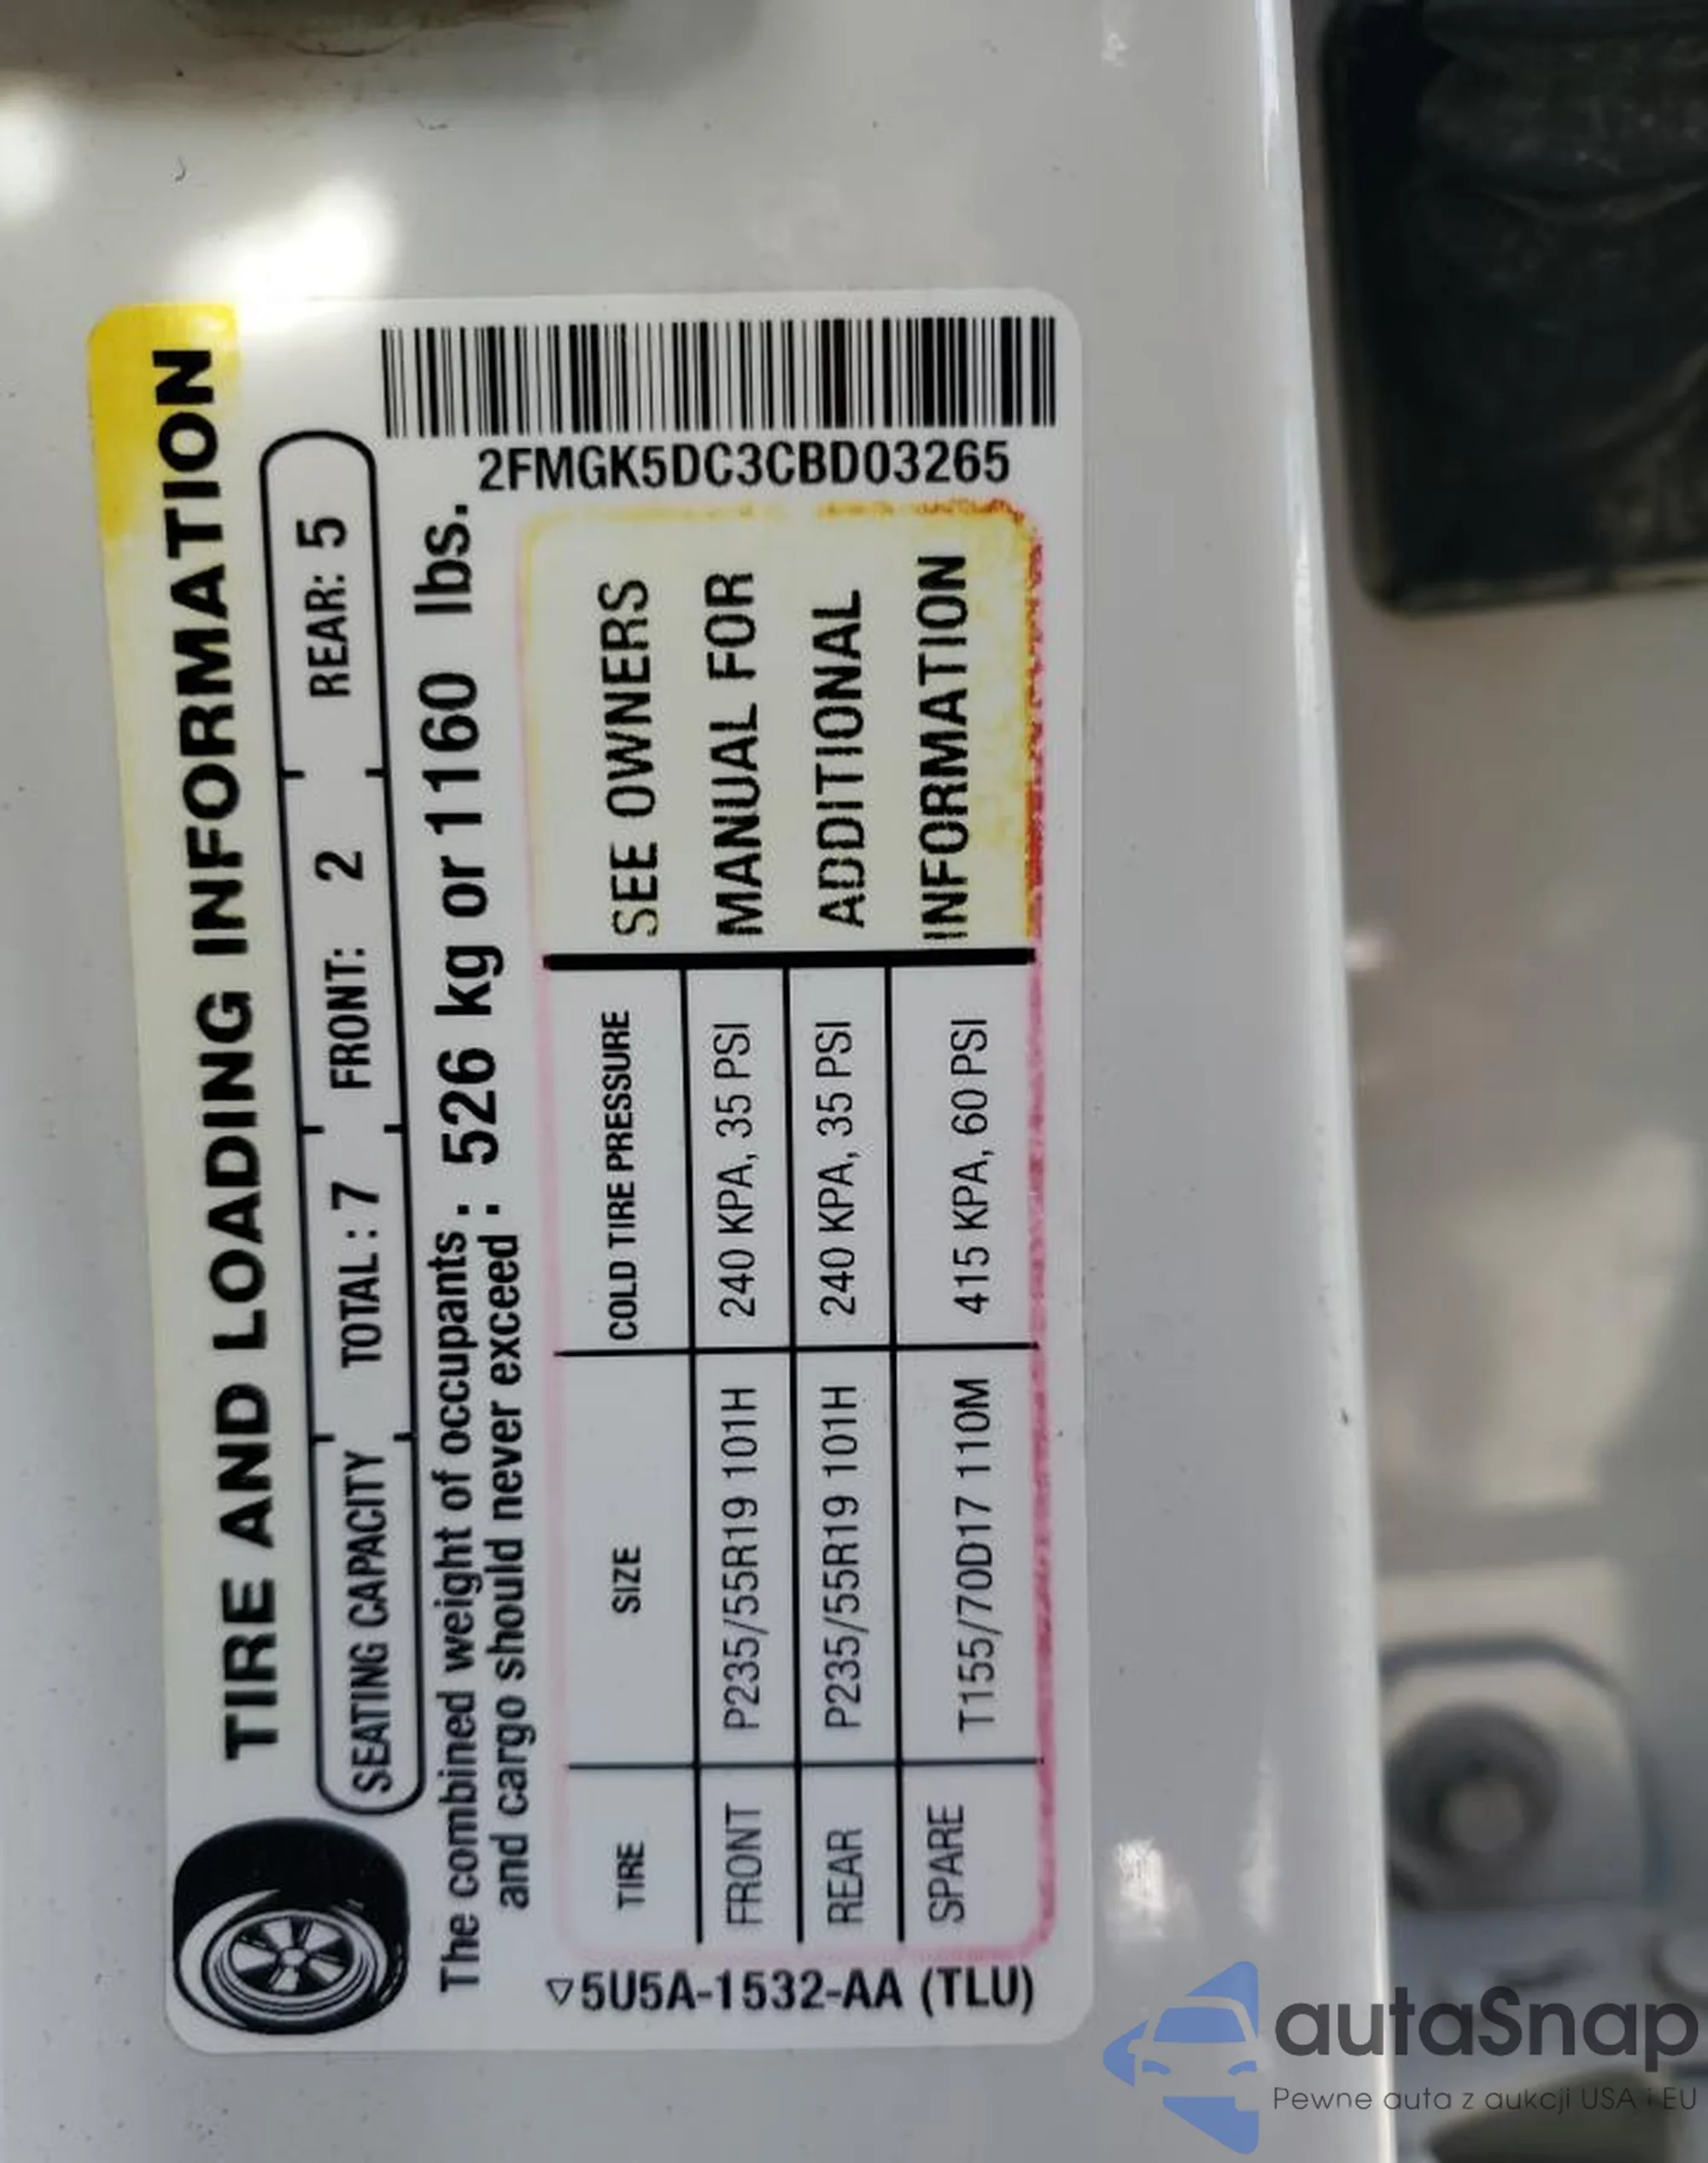 TIRE AND LOADING INFORMATION
SEATING CAPACITY TOTAL : 7 FRONT: 2 REAR: 5
The combined weight of occupants
and cargo should never exceed : 526 kg or 1160 lbs.
2FMGK5DC3CBD03265
TIRE SIZE COLD TIRE PRESSURE
FRONT P235/55R19 101H 240 KPA, 35 PSI
REAR P235/55R19 101H 240 KPA, 35 PSI
SPARE T155/70D17 110M 415 KPA, 60 PSI
SEE OWNERS
MANUAL FOR
ADDITIONAL
INFORMATION
▽5U5A-1532-AA (TLU)
autaSnap
Pewne auta z aukcji USA i EU